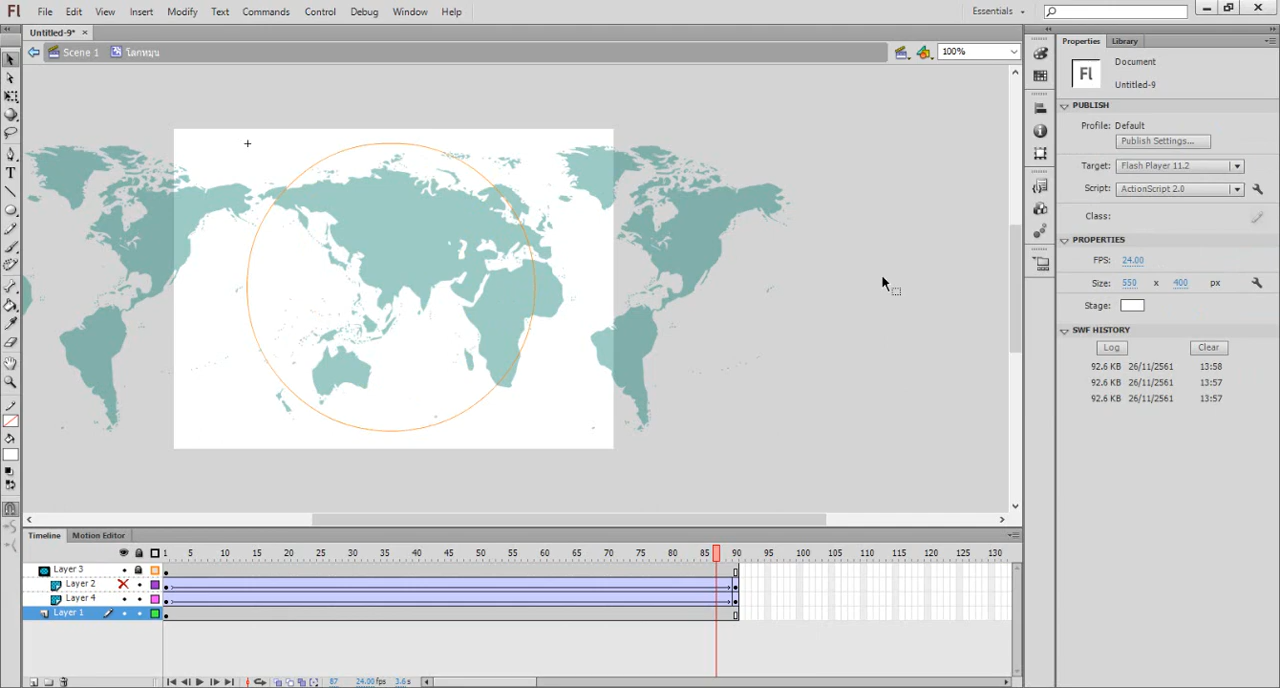 Fl File Edit View Insert Modify Text Commands Control Debug Window Help Essentials
Untitled-9* ×
Scene 1 โลกหมุน 100%
Properties Library
Document
Fl
Untitled-9
PUBLISH
Profile: Default
Publish Settings...
Target: Flash Player 11.2
Script: ActionScript 2.0
Class:
PROPERTIES
FPS: 24.00
Size: 550 x 400 px
Stage:
SWF HISTORY
Log Clear
92.6 KB 26/11/2561 13:58
92.6 KB 26/11/2561 13:57
92.6 KB 26/11/2561 13:57
Timeline Motion Editor
1 5 10 15 20 25 30 35 40 45 50 55 60 65 70 75 80 85 90 95 100 105 110 115 120 125 130
Layer 3
Layer 2
Layer 4
Layer 1
87 24.00 fps 3.6 s